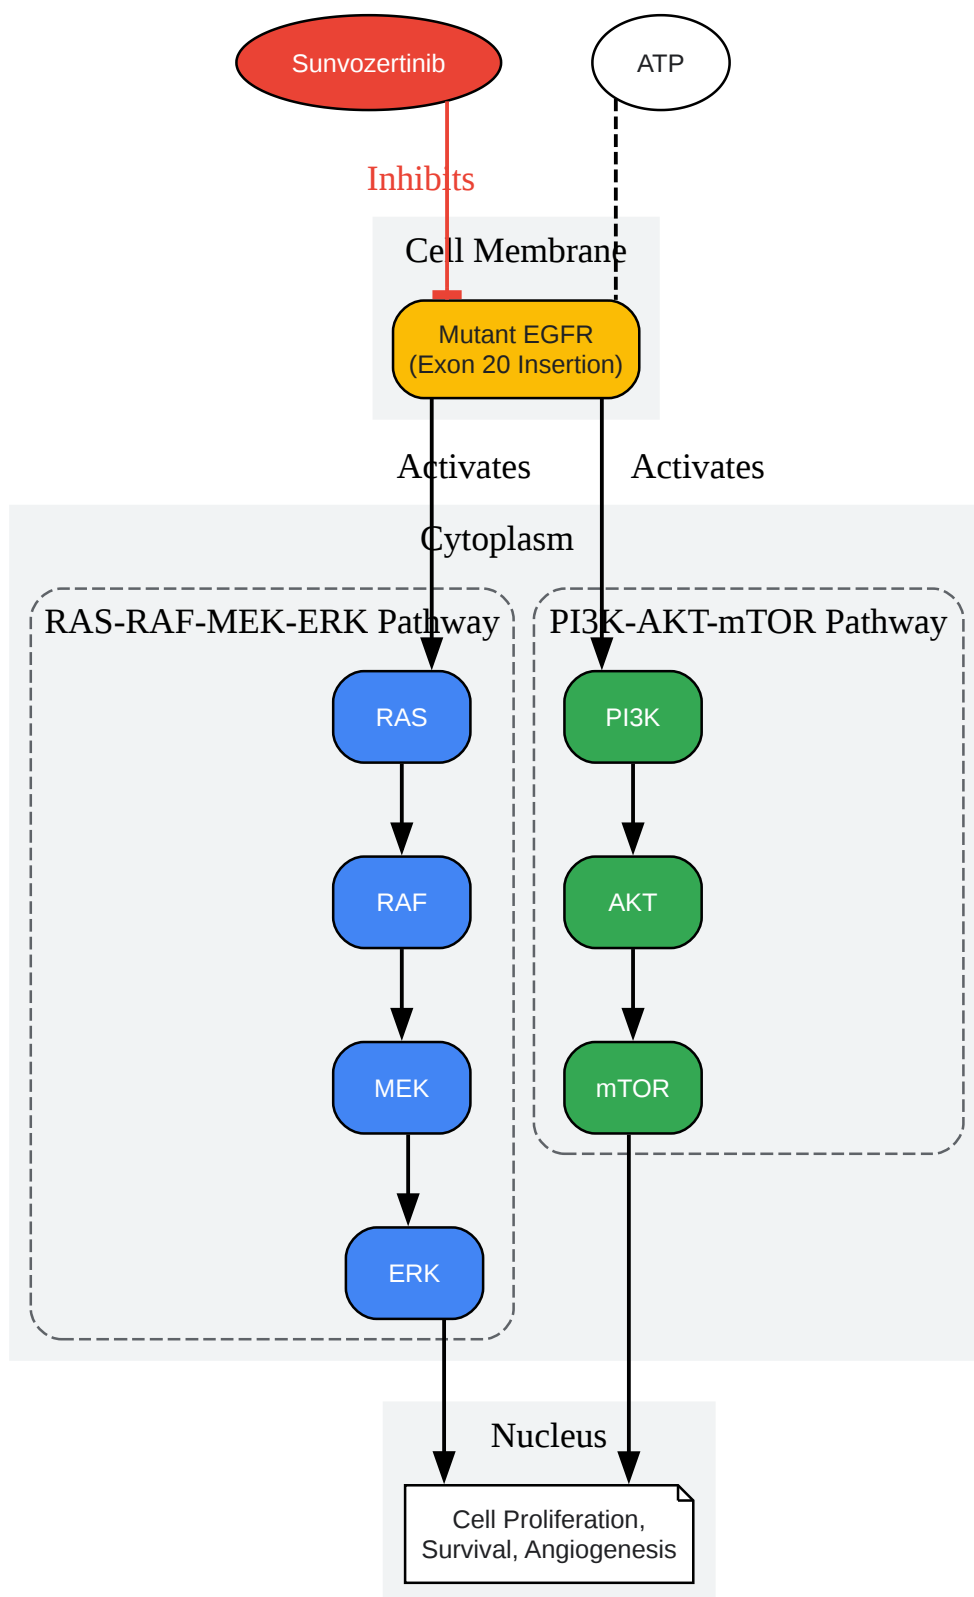 Sunvozertinib
ATP
Inhibits
Cell Membrane
Mutant EGFR
(Exon 20 Insertion)
Activates
Activates
Cytoplasm
RAS-RAF-MEK-ERK Pathway
PI3K-AKT-mTOR Pathway
RAS
PI3K
RAF
AKT
MEK
mTOR
ERK
Nucleus
Cell Proliferation,
Survival, Angiogenesis